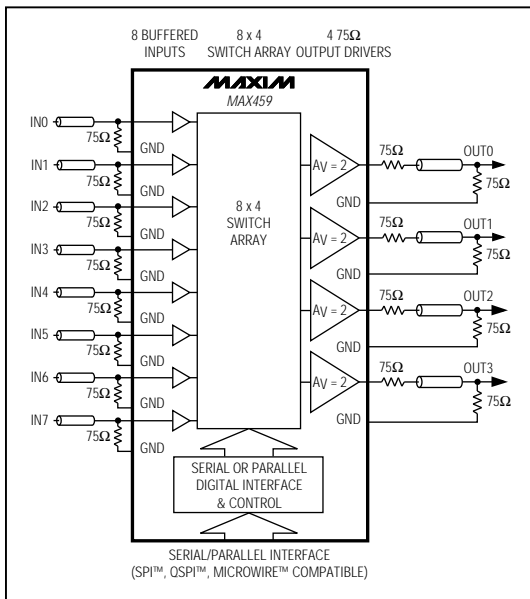 8 BUFFERED INPUTS
8 x 4 SWITCH ARRAY
4 75Ω OUTPUT DRIVERS
MAXIM
MAX459
IN0
75Ω
GND
IN1
75Ω
GND
IN2
75Ω
GND
IN3
75Ω
GND
IN4
75Ω
GND
IN5
75Ω
GND
IN6
75Ω
GND
IN7
75Ω
GND
8 x 4
SWITCH
ARRAY
AV = 2
75Ω
OUT0
75Ω
GND
AV = 2
75Ω
OUT1
75Ω
GND
AV = 2
75Ω
OUT2
75Ω
GND
AV = 2
75Ω
OUT3
75Ω
GND
SERIAL OR PARALLEL
DIGITAL INTERFACE
& CONTROL
SERIAL/PARALLEL INTERFACE
(SPI™, QSPI™, MICROWIRE™ COMPATIBLE)